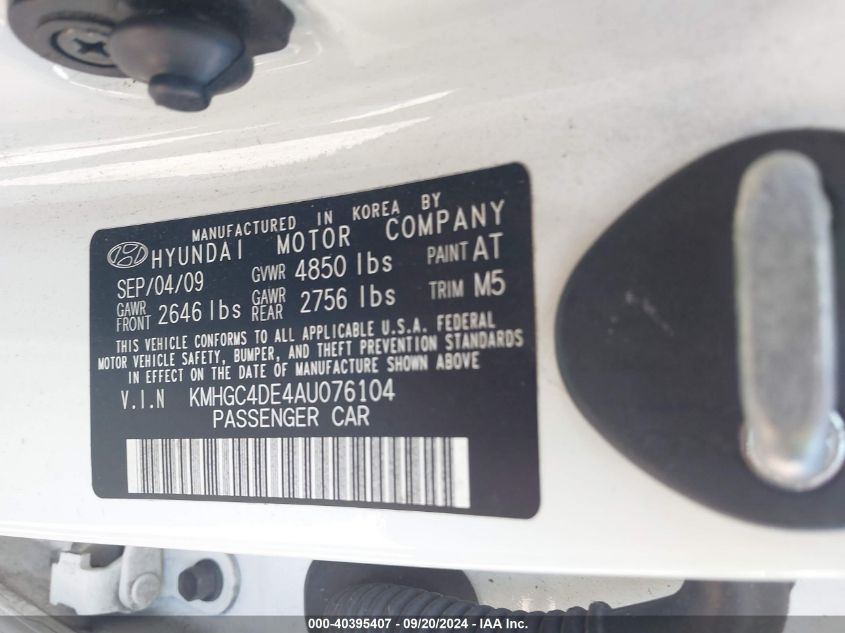 MANUFACTURED IN KOREA BY
HYUNDAI MOTOR COMPANY
SEP/04/09 GVWR 4850 lbs PAINT AT
GAWR FRONT 2646 lbs GAWR REAR 2756 lbs TRIM M5
THIS VEHICLE CONFORMS TO ALL APPLICABLE U.S.A. FEDERAL
MOTOR VEHICLE SAFETY, BUMPER, AND THEFT PREVENTION STANDARDS
IN EFFECT ON THE DATE OF MANUFACTURE SHOWN ABOVE
V.I.N KMHGC4DE4AU076104
PASSENGER CAR
000-40395407 - 09/20/2024 - IAA Inc.